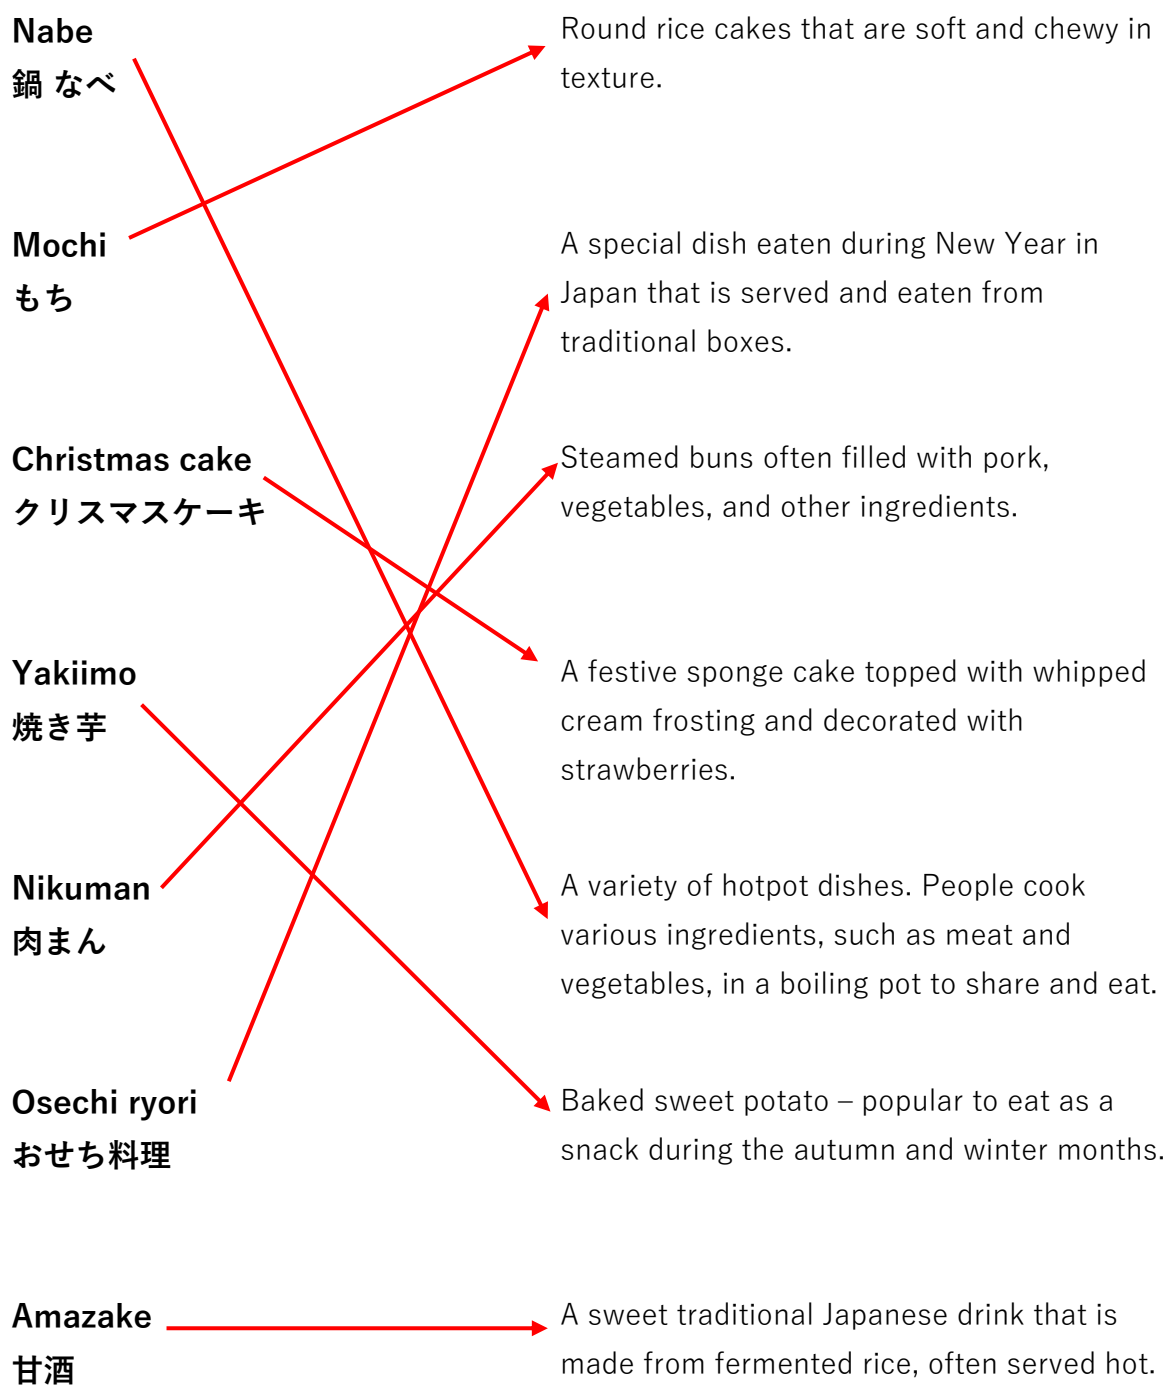 Nabe
鍋 なべ
Round rice cakes that are soft and chewy in
texture.
Mochi
もち
A special dish eaten during New Year in
Japan that is served and eaten from
traditional boxes.
Christmas cake
クリスマスケーキ
Steamed buns often filled with pork,
vegetables, and other ingredients.
Yakiimo
焼き芋
A festive sponge cake topped with whipped
cream frosting and decorated with
strawberries.
Nikuman
肉まん
A variety of hotpot dishes. People cook
various ingredients, such as meat and
vegetables, in a boiling pot to share and eat.
Osechi ryori
おせち料理
Baked sweet potato – popular to eat as a
snack during the autumn and winter months.
Amazake
甘酒
A sweet traditional Japanese drink that is
made from fermented rice, often served hot.